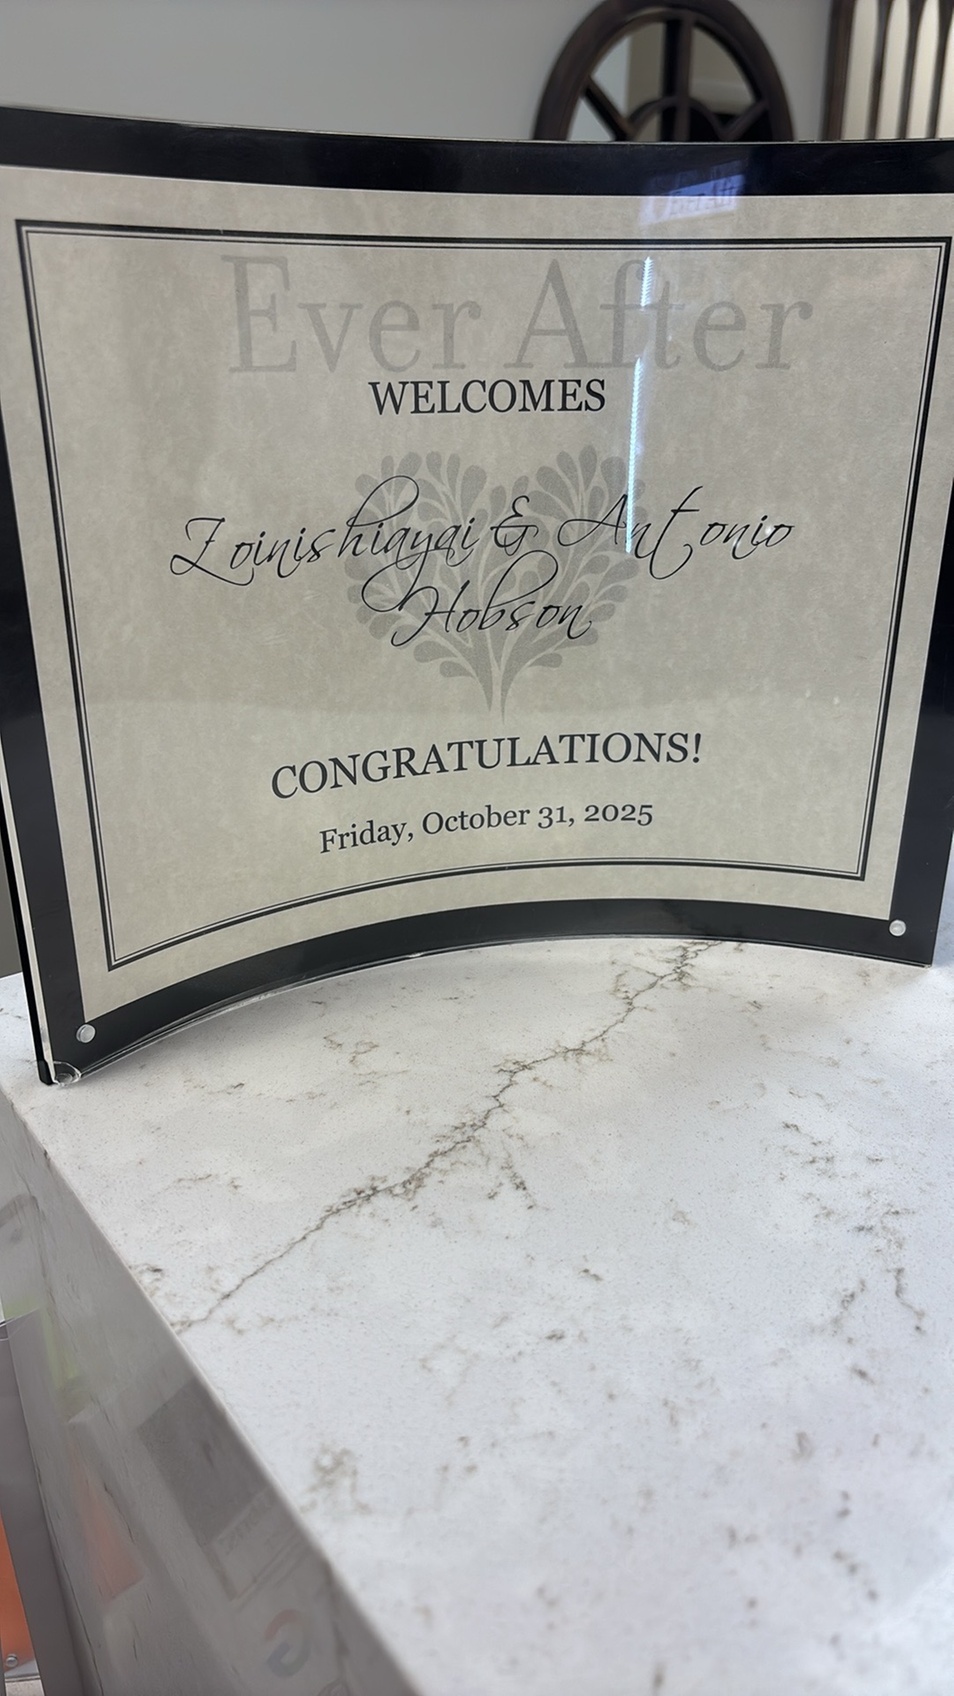 Ever After
WELCOMES
Zoinishiayai & Antonio
Hobson
CONGRATULATIONS!
Friday, October 31, 2025